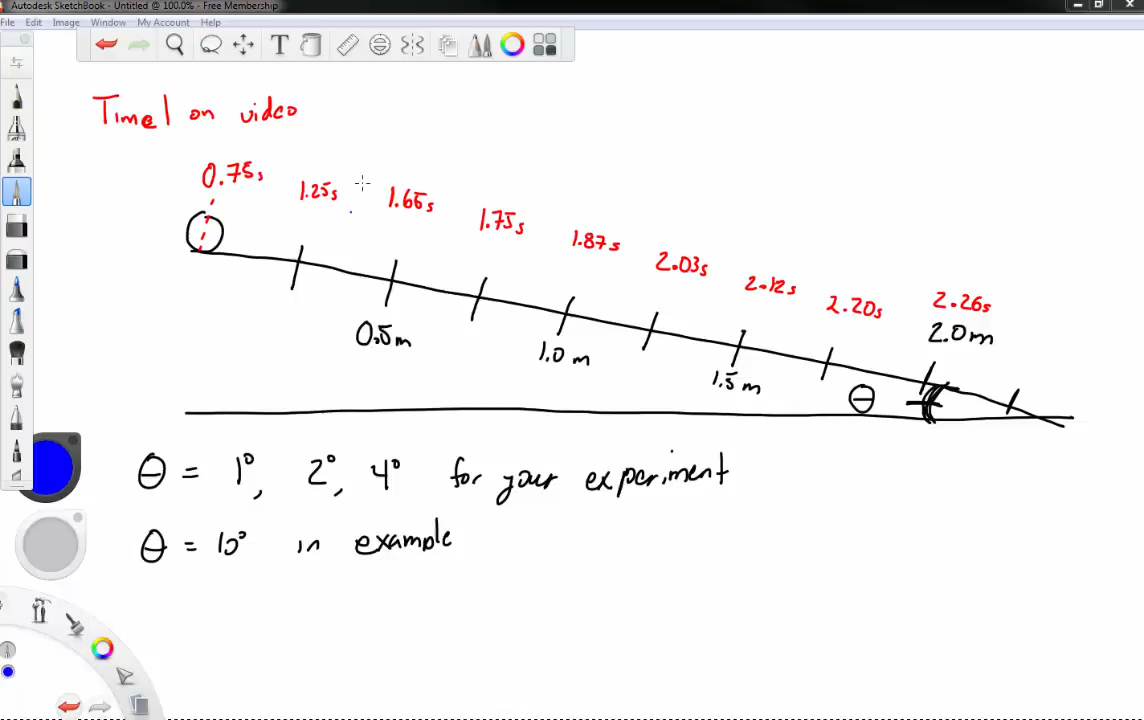 Autodesk SketchBook - Untitled @ 100.0% - Free Membership
File Edit Image Window My Account Help
T
Time on video
0.75s 1.25s 1.65s 1.75s 1.87s 2.03s 2.12s 2.20s 2.26s
0.5m 1.0 m 1.5 m 2.0m
θ
θ = 1°, 2°, 4° for your experiment
θ = 10° in example